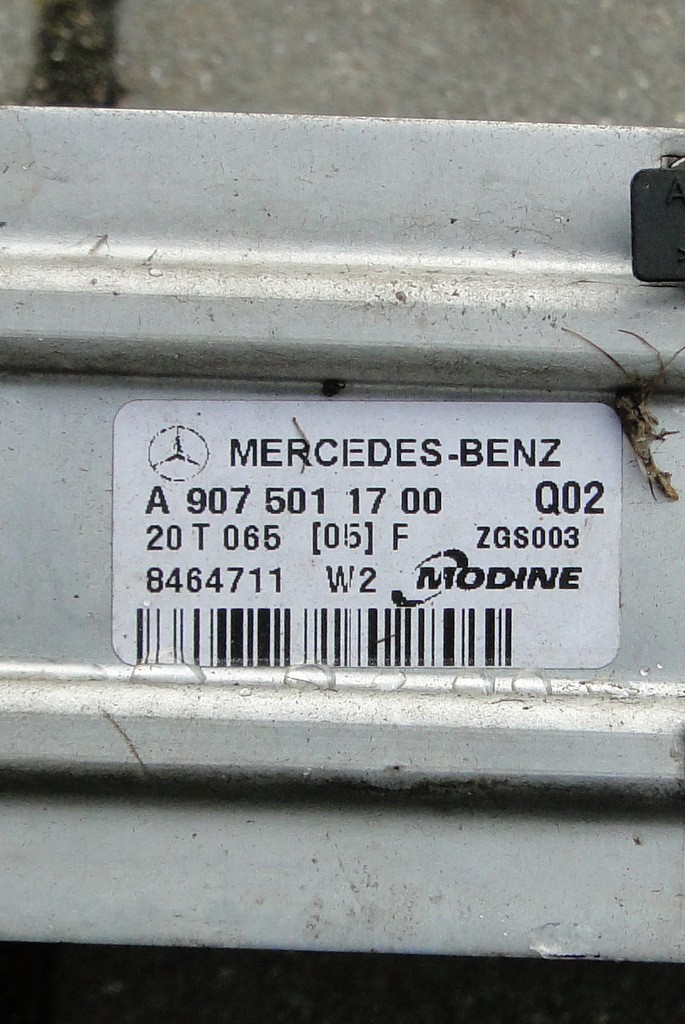 MERCEDES-BENZ
A 907 501 17 00 Q02
20 T 065 [05] F ZGS003
8464711 W2 MODINE
A